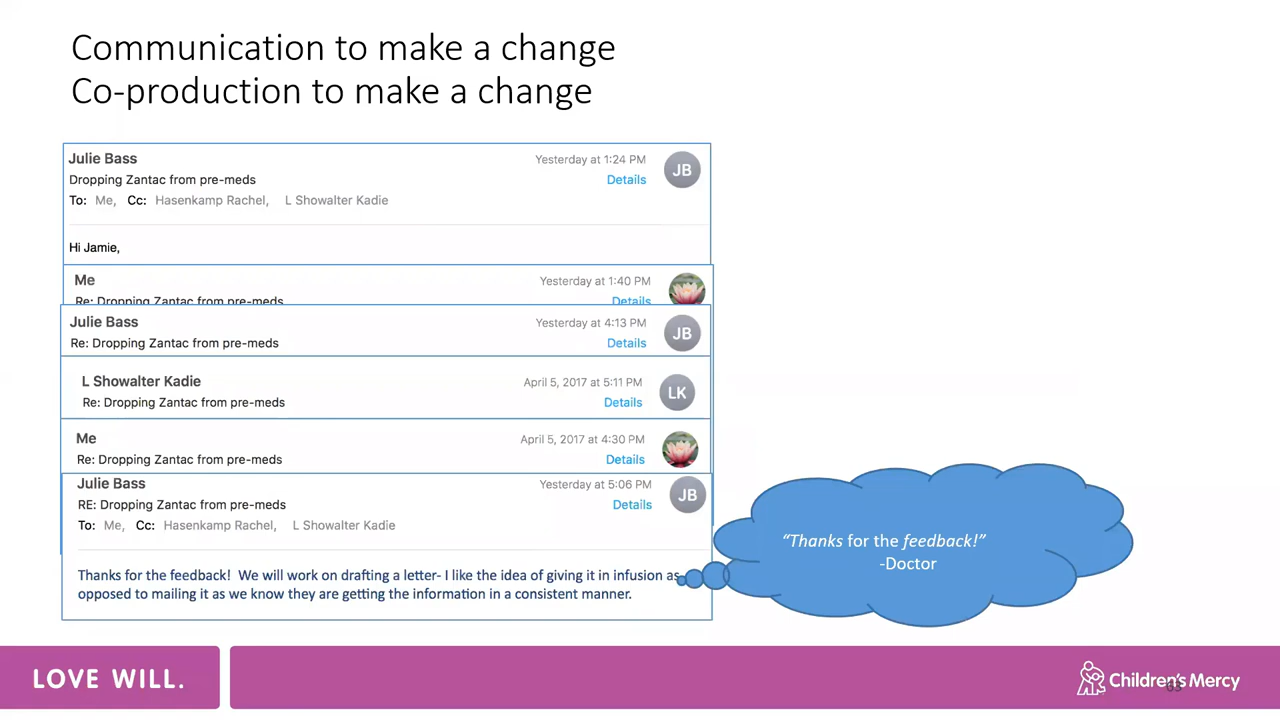 Communication to make a change
Co-production to make a change
Julie Bass
Yesterday at 1:24 PM
JB
Dropping Zantac from pre-meds
Details
To: Me, Cc: Hasenkamp Rachel, L Showalter Kadie
Hi Jamie,
Me
Yesterday at 1:40 PM
Re: Dropping Zantac from pre-meds
Details
Julie Bass
Yesterday at 4:13 PM
JB
Re: Dropping Zantac from pre-meds
Details
L Showalter Kadie
April 5, 2017 at 5:11 PM
LK
Re: Dropping Zantac from pre-meds
Details
Me
April 5, 2017 at 4:30 PM
Re: Dropping Zantac from pre-meds
Details
Julie Bass
Yesterday at 5:06 PM
JB
RE: Dropping Zantac from pre-meds
Details
To: Me, Cc: Hasenkamp Rachel, L Showalter Kadie
Thanks for the feedback! We will work on drafting a letter- I like the idea of giving it in infusion as
opposed to mailing it as we know they are getting the information in a consistent manner.
“Thanks for the feedback!”
-Doctor
LOVE WILL.
Children's Mercy
63